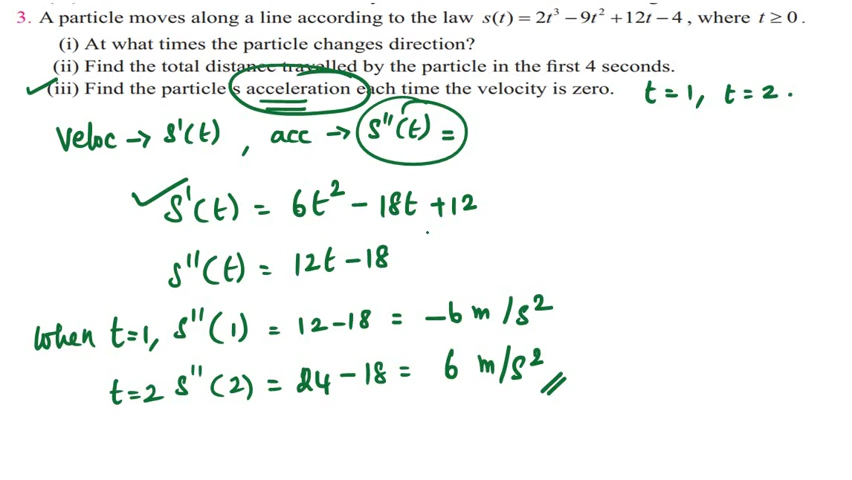 3. A particle moves along a line according to the law s(t) = 2t³ − 9t² + 12t − 4, where t ≥ 0.
(i) At what times the particle changes direction?
(ii) Find the total distance travelled by the particle in the first 4 seconds.
(iii) Find the particle s acceleration each time the velocity is zero. t = 1, t = 2.
Veloc → s'(t), acc → s''(t) =
s'(t) = 6t² − 18t + 12
s''(t) = 12t − 18
when t=1, s''(1) = 12−18 = −6 m/s²
t=2 s''(2) = 24 − 18 = 6 m/s²